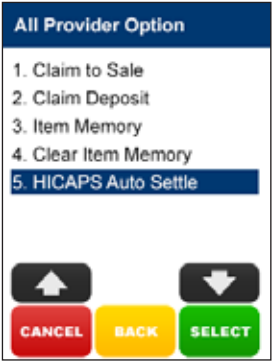 All Provider Option
1. Claim to Sale
2. Claim Deposit
3. Item Memory
4. Clear Item Memory
5. HICAPS Auto Settle
CANCEL BACK SELECT